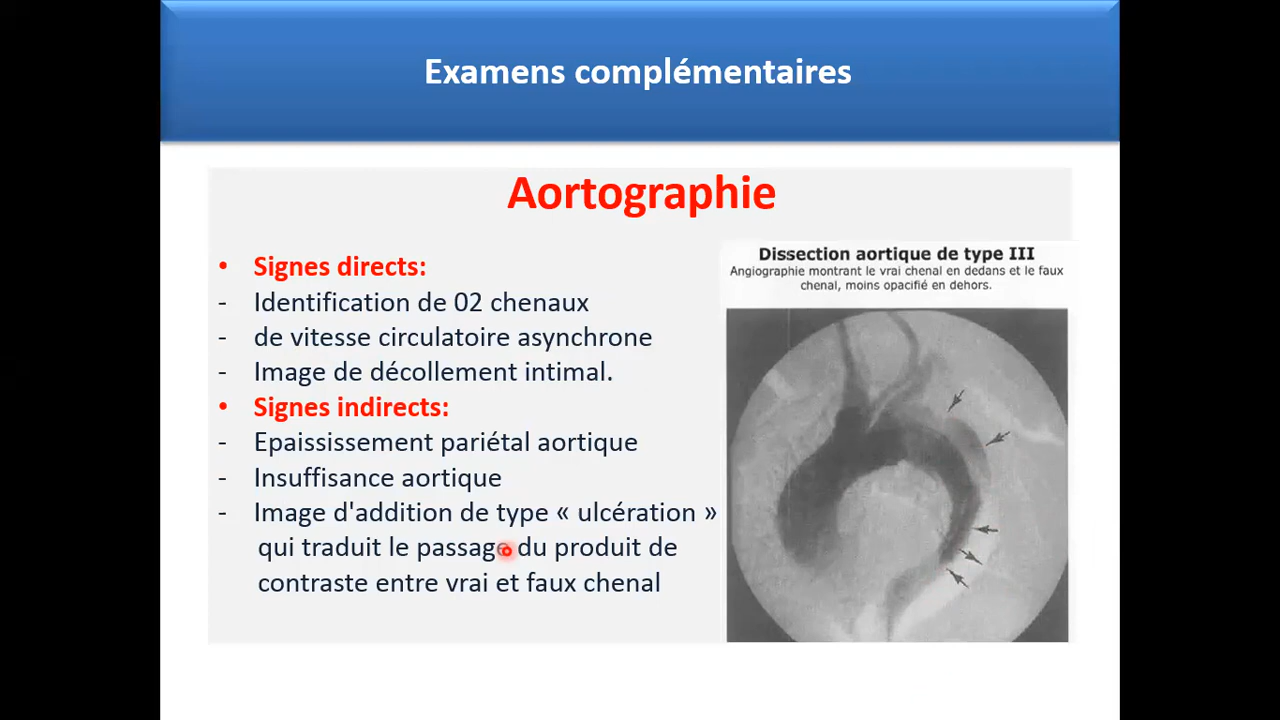 Examens complémentaires
Aortographie
• Signes directs:
- Identification de 02 chenaux
- de vitesse circulatoire asynchrone
- Image de décollement intimal.
• Signes indirects:
- Epaississement pariétal aortique
- Insuffisance aortique
- Image d'addition de type « ulcération »
qui traduit le passage du produit de
contraste entre vrai et faux chenal
Dissection aortique de type III
Angiographie montrant le vrai chenal en dedans et le faux
chenal, moins opacifié en dehors.